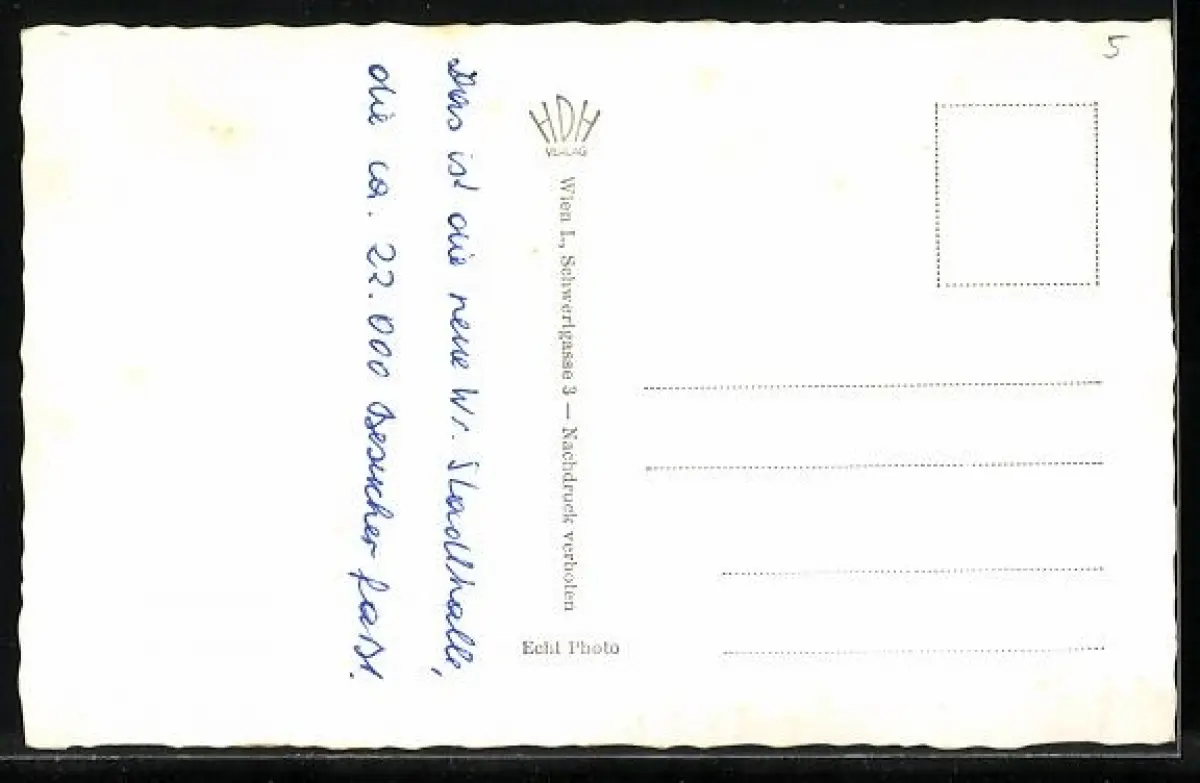 Das ist die neue Wr. Stadthalle,
die ca. 22.000 Besucher faßt.
HDH
VERLAG
Wien I., Schwertgasse 3 — Nachdruck verboten
Echt Photo
5